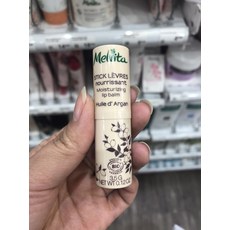 Melvita
STICK LÈVRES
nourrissant
Moisturizing
lip balm
Huile d'Argan
BIO
3.5 G
NET WT 0.12 OZ